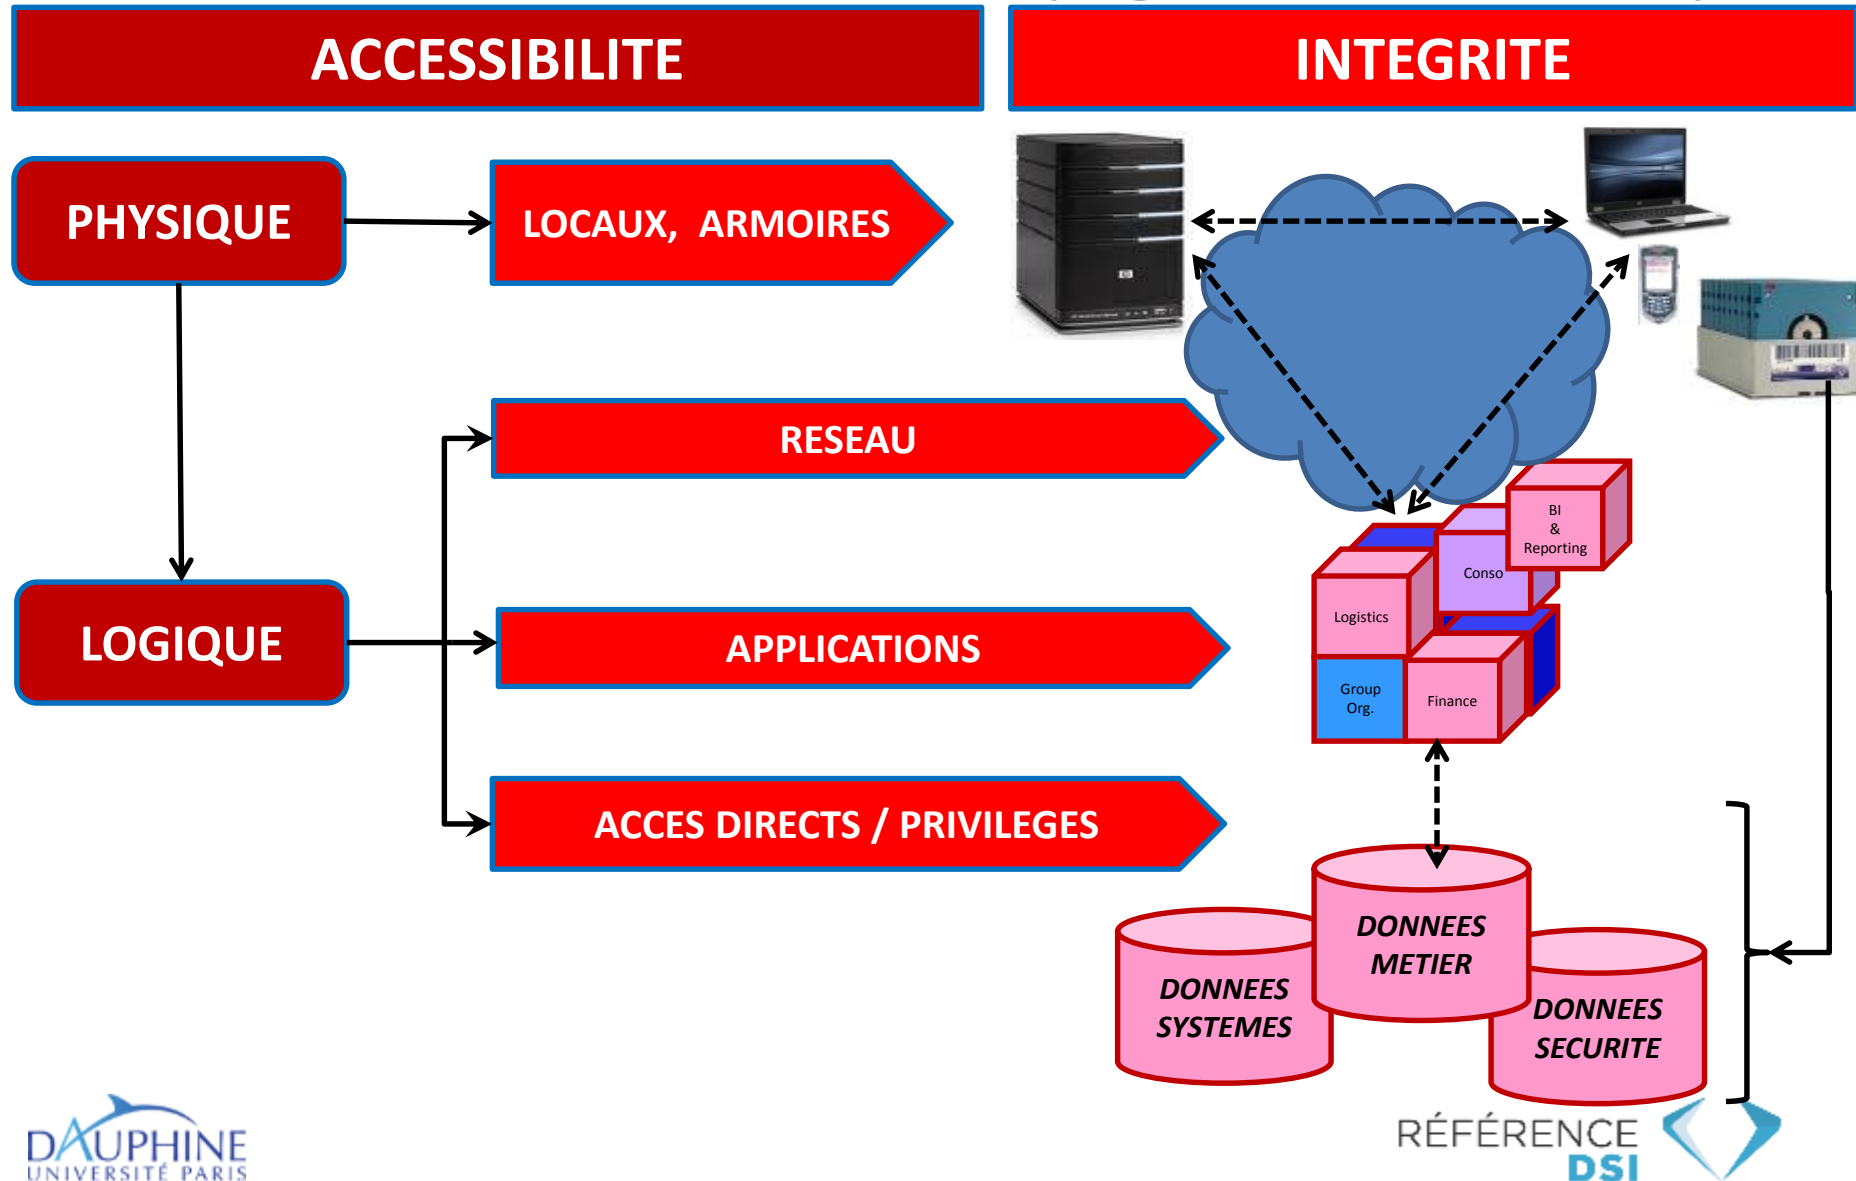 ACCESSIBILITE
INTEGRITE
PHYSIQUE
LOCAUX, ARMOIRES
RESEAU
BI
&
Reporting
Conso
Logistics
LOGIQUE
APPLICATIONS
Group
Org.
Finance
ACCES DIRECTS / PRIVILEGES
DONNEES
METIER
DONNEES
SYSTEMES
DONNEES
SECURITE
DAUPHINE
UNIVERSITÉ PARIS
RÉFÉRENCE
DSI